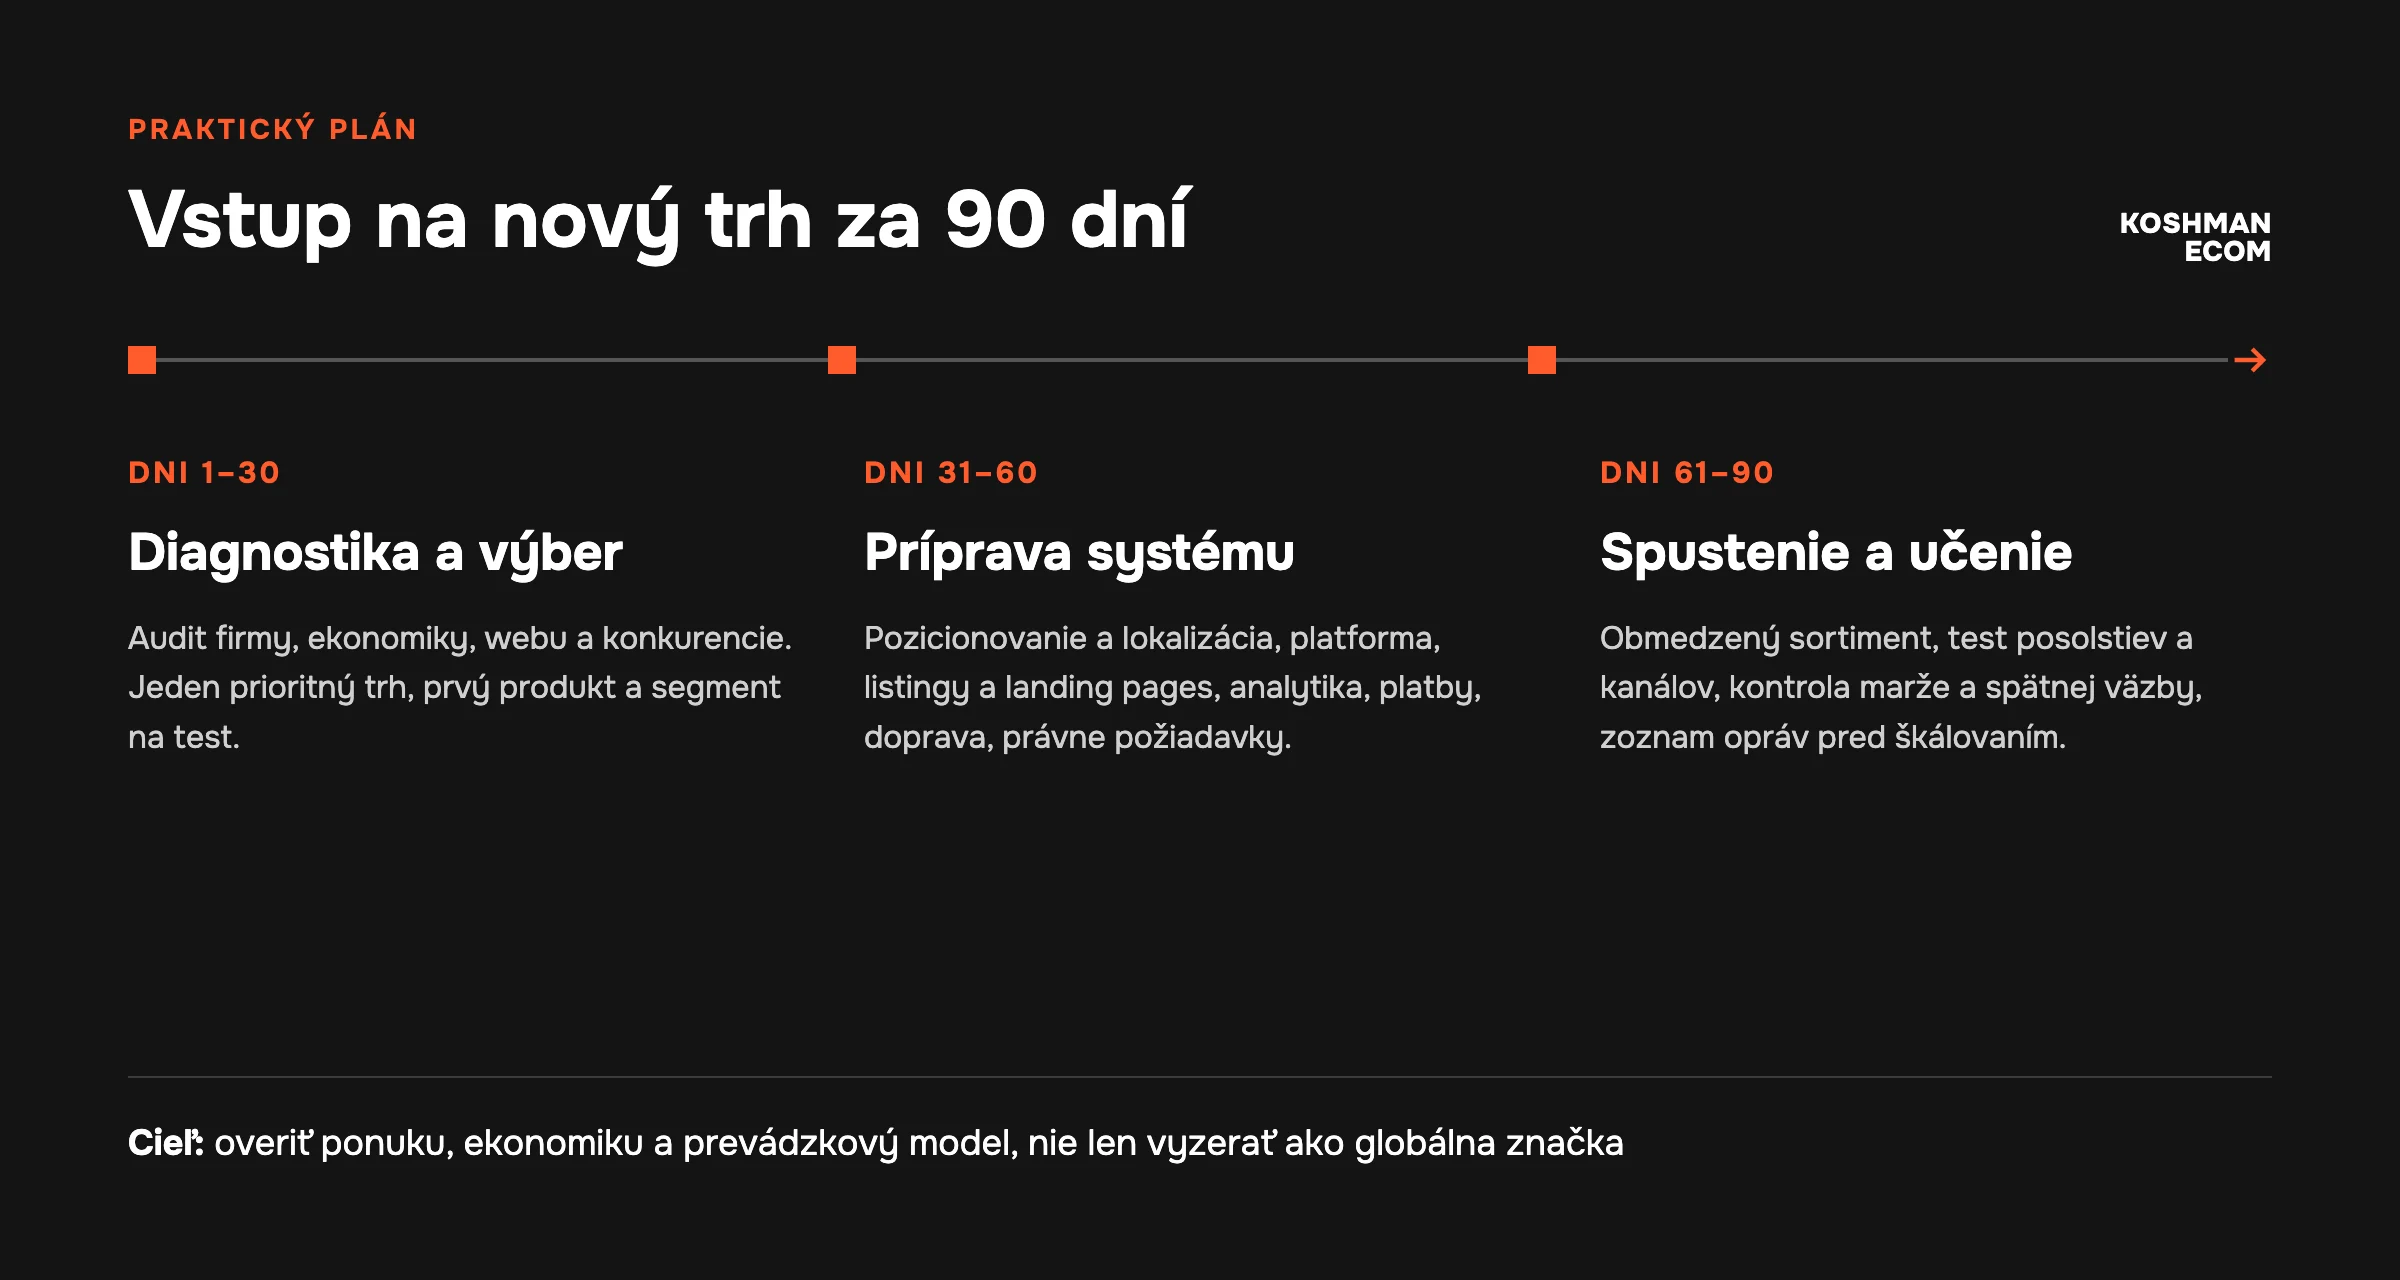 PRAKTICKÝ PLÁN
Vstup na nový trh za 90 dní
KOSHMAN
ECOM
DNI 1–30
Diagnostika a výber
Audit firmy, ekonomiky, webu a konkurencie.
Jeden prioritný trh, prvý produkt a segment
na test.
DNI 31–60
Príprava systému
Pozicionovanie a lokalizácia, platforma,
listingy a landing pages, analytika, platby,
doprava, právne požiadavky.
DNI 61–90
Spustenie a učenie
Obmedzený sortiment, test posolstiev a
kanálov, kontrola marže a spätnej väzby,
zoznam opráv pred škálovaním.
Cieľ: overiť ponuku, ekonomiku a prevádzkový model, nie len vyzerať ako globálna značka